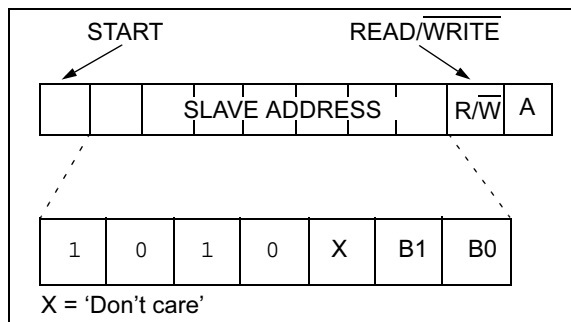 START READ/WRITE
SLAVE ADDRESS R/W A
1 0 1 0 X B1 B0
X = 'Don't care'